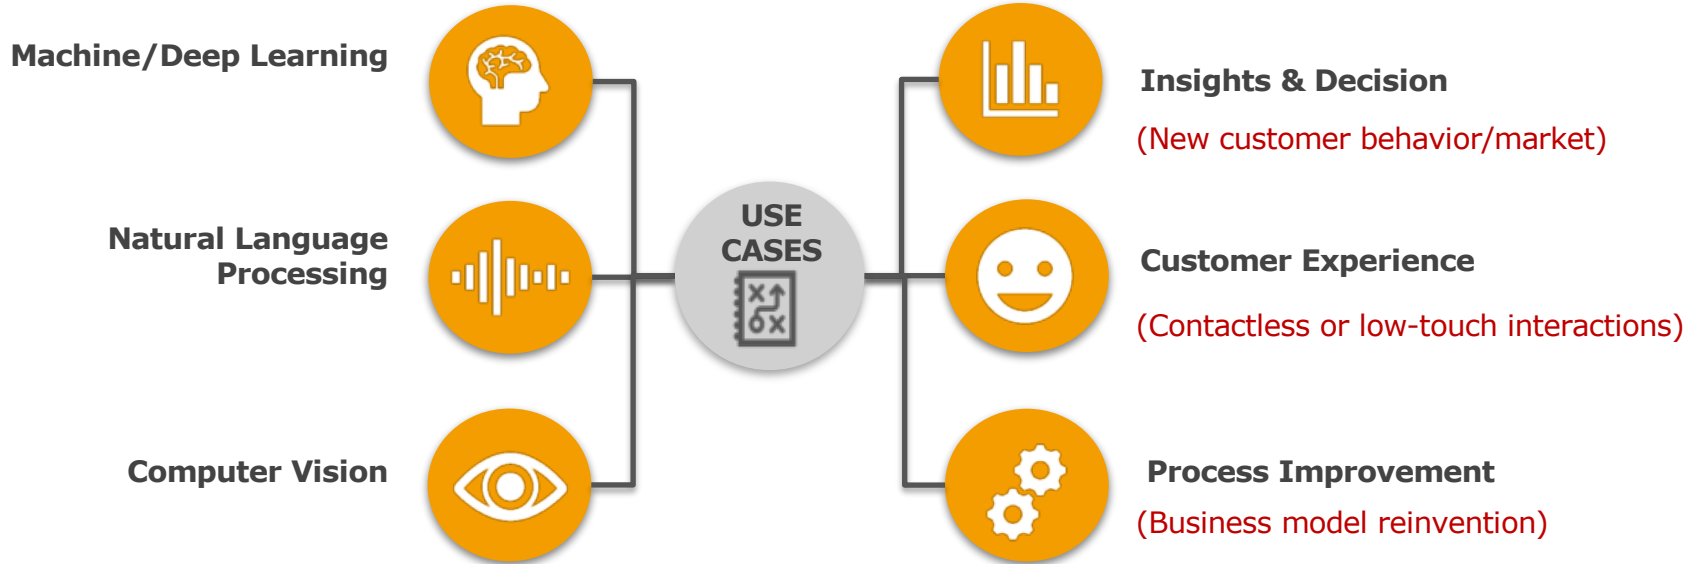 Machine/Deep Learning
Natural Language
Processing
Computer Vision
USE
CASES
Insights & Decision
(New customer behavior/market)
Customer Experience
(Contactless or low-touch interactions)
Process Improvement
(Business model reinvention)